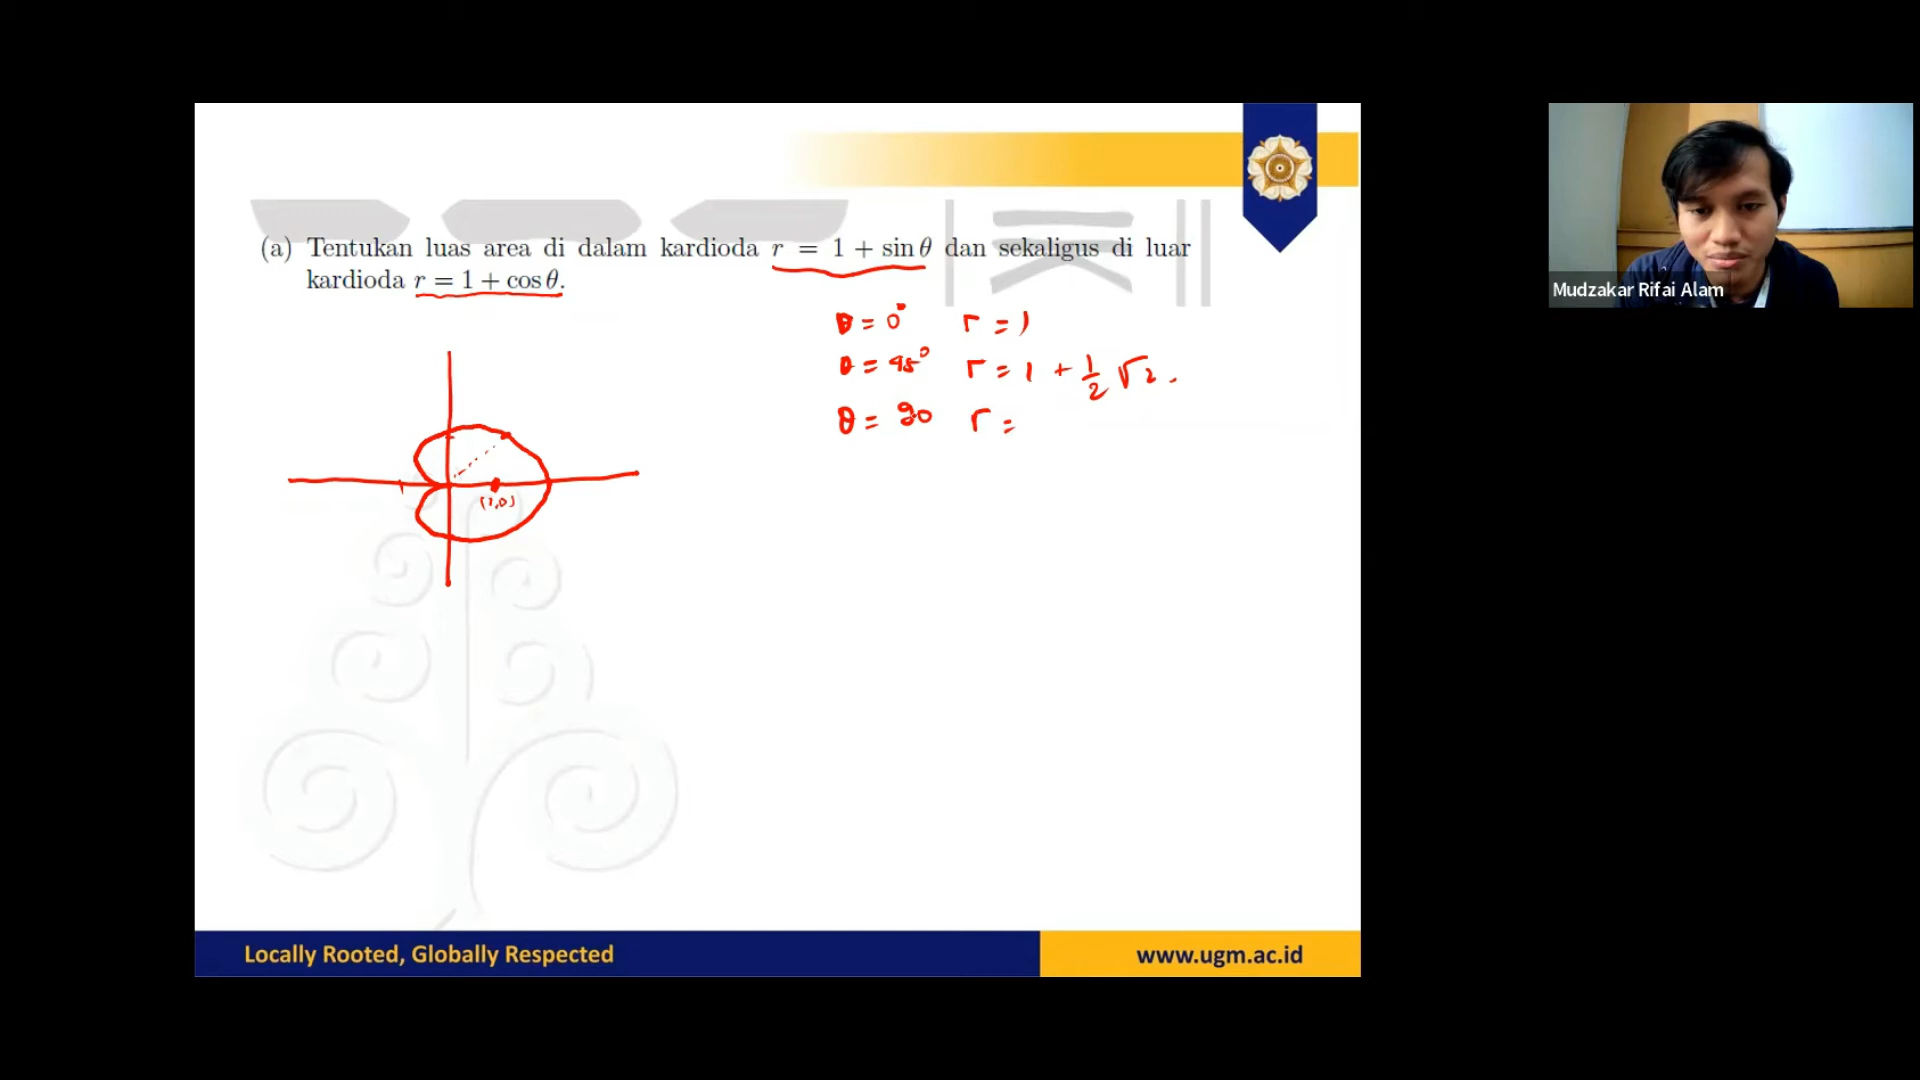 (a) Tentukan luas area di dalam kardioda r = 1 + sin θ dan sekaligus di luar
kardioda r = 1 + cos θ.
θ = 0° r = 1
θ = 45° r = 1 + 1/2 √2.
θ = 90 r =
(1,0)
Mudzakar Rifai Alam
Locally Rooted, Globally Respected
www.ugm.ac.id